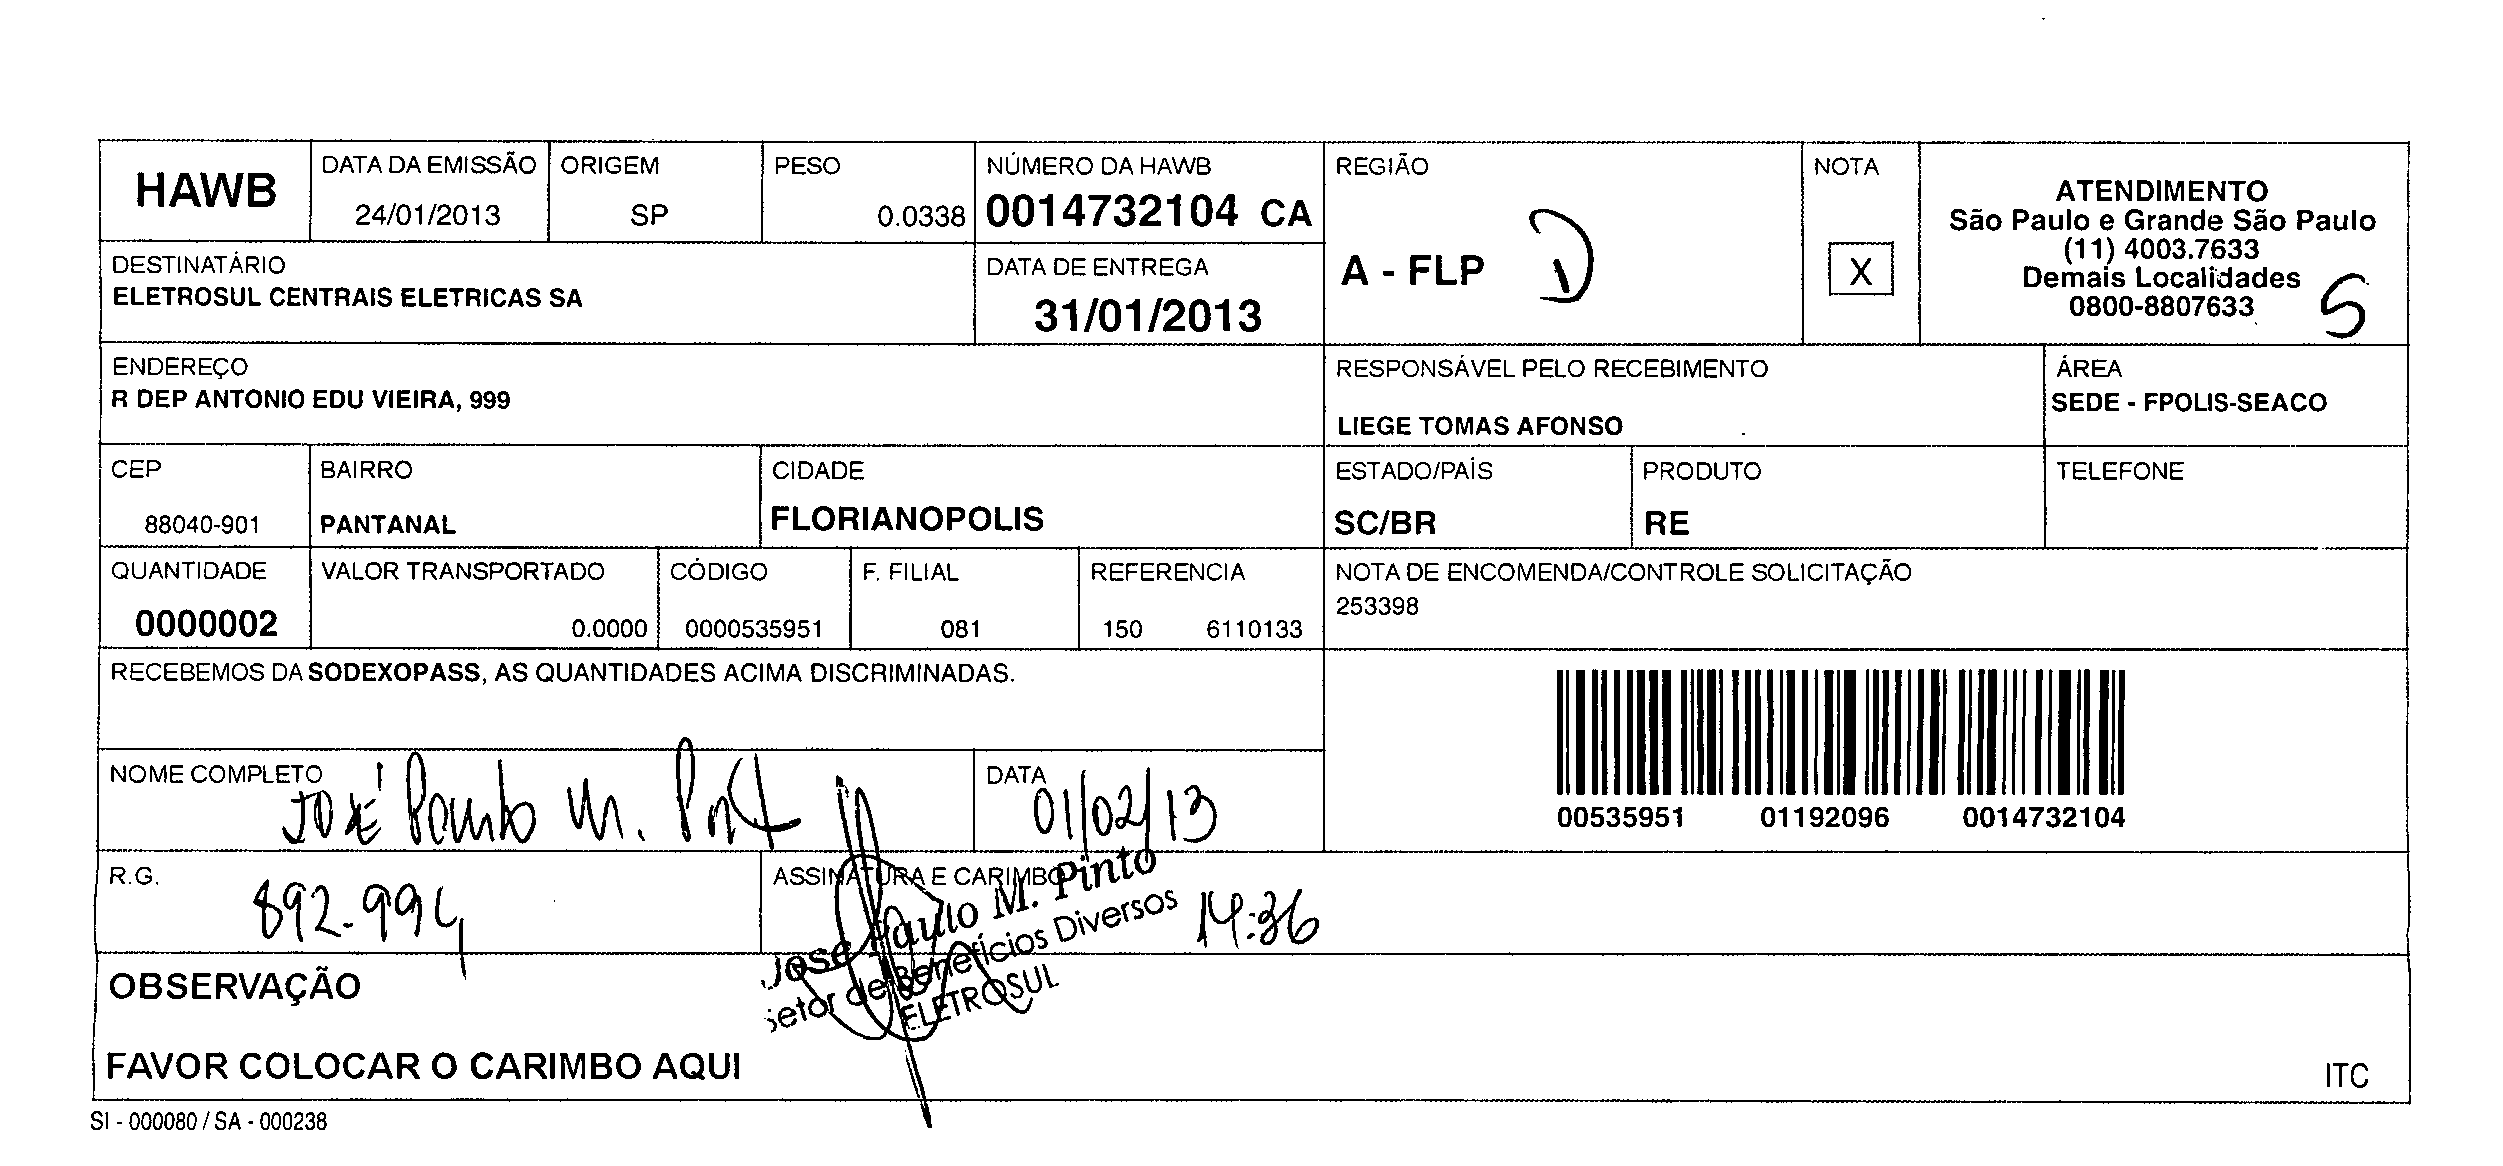 HAWB
DATA DA EMISSÃO
24/01/2013
ORIGEM
SP
PESO
0.0338
NÚMERO DA HAWB
0014732104 CA
REGIÃO
A - FLP D
NOTA
X
ATENDIMENTO
São Paulo e Grande São Paulo
(11) 4003.7633
Demais Localidades
0800-8807633
5
DESTINATÁRIO
ELETROSUL CENTRAIS ELETRICAS SA
DATA DE ENTREGA
31/01/2013
ENDEREÇO
R DEP ANTONIO EDU VIEIRA, 999
RESPONSÁVEL PELO RECEBIMENTO
LIEGE TOMAS AFONSO
ÁREA
SEDE - FPOLIS-SEACO
CEP
88040-901
BAIRRO
PANTANAL
CIDADE
FLORIANOPOLIS
ESTADO/PAÍS
SC/BR
PRODUTO
RE
TELEFONE
QUANTIDADE
0000002
VALOR TRANSPORTADO
0.0000
CÓDIGO
0000535951
F. FILIAL
081
REFERENCIA
150 6110133
NOTA DE ENCOMENDA/CONTROLE SOLICITAÇÃO
253398
RECEBEMOS DA SODEXOPASS, AS QUANTIDADES ACIMA DISCRIMINADAS.
00535951 01192096 0014732104
NOME COMPLETO
José Paulo M. Pinto
DATA
01/02/13
R.G.
892.994
ASSINATURA E CARIMBO
José Paulo M. Pinto
Setor de Benefícios Diversos
ELETROSUL
14:36
OBSERVAÇÃO
FAVOR COLOCAR O CARIMBO AQUI
ITC
SI - 000080 / SA - 000238